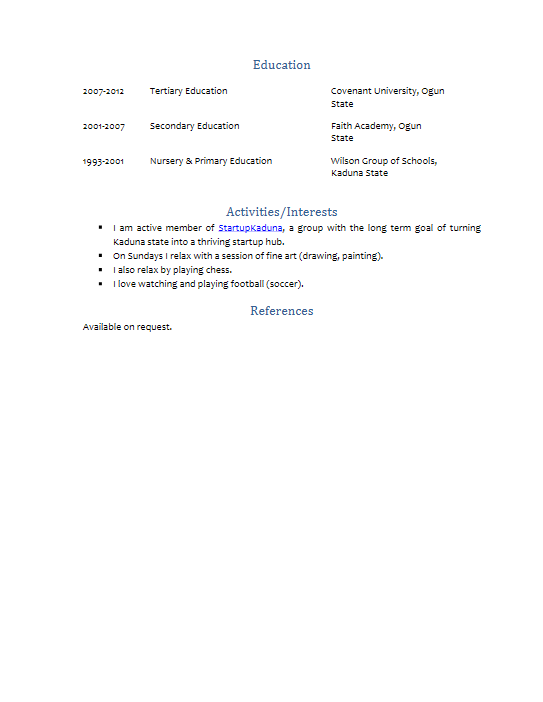 Education
2007-2012 Tertiary Education Covenant University, Ogun
State
2001-2007 Secondary Education Faith Academy, Ogun
State
1993-2001 Nursery & Primary Education Wilson Group of Schools,
Kaduna State
Activities/Interests
▪ I am active member of StartupKaduna, a group with the long term goal of turning
Kaduna state into a thriving startup hub.
▪ On Sundays I relax with a session of fine art (drawing, painting).
▪ I also relax by playing chess.
▪ I love watching and playing football (soccer).
References
Available on request.